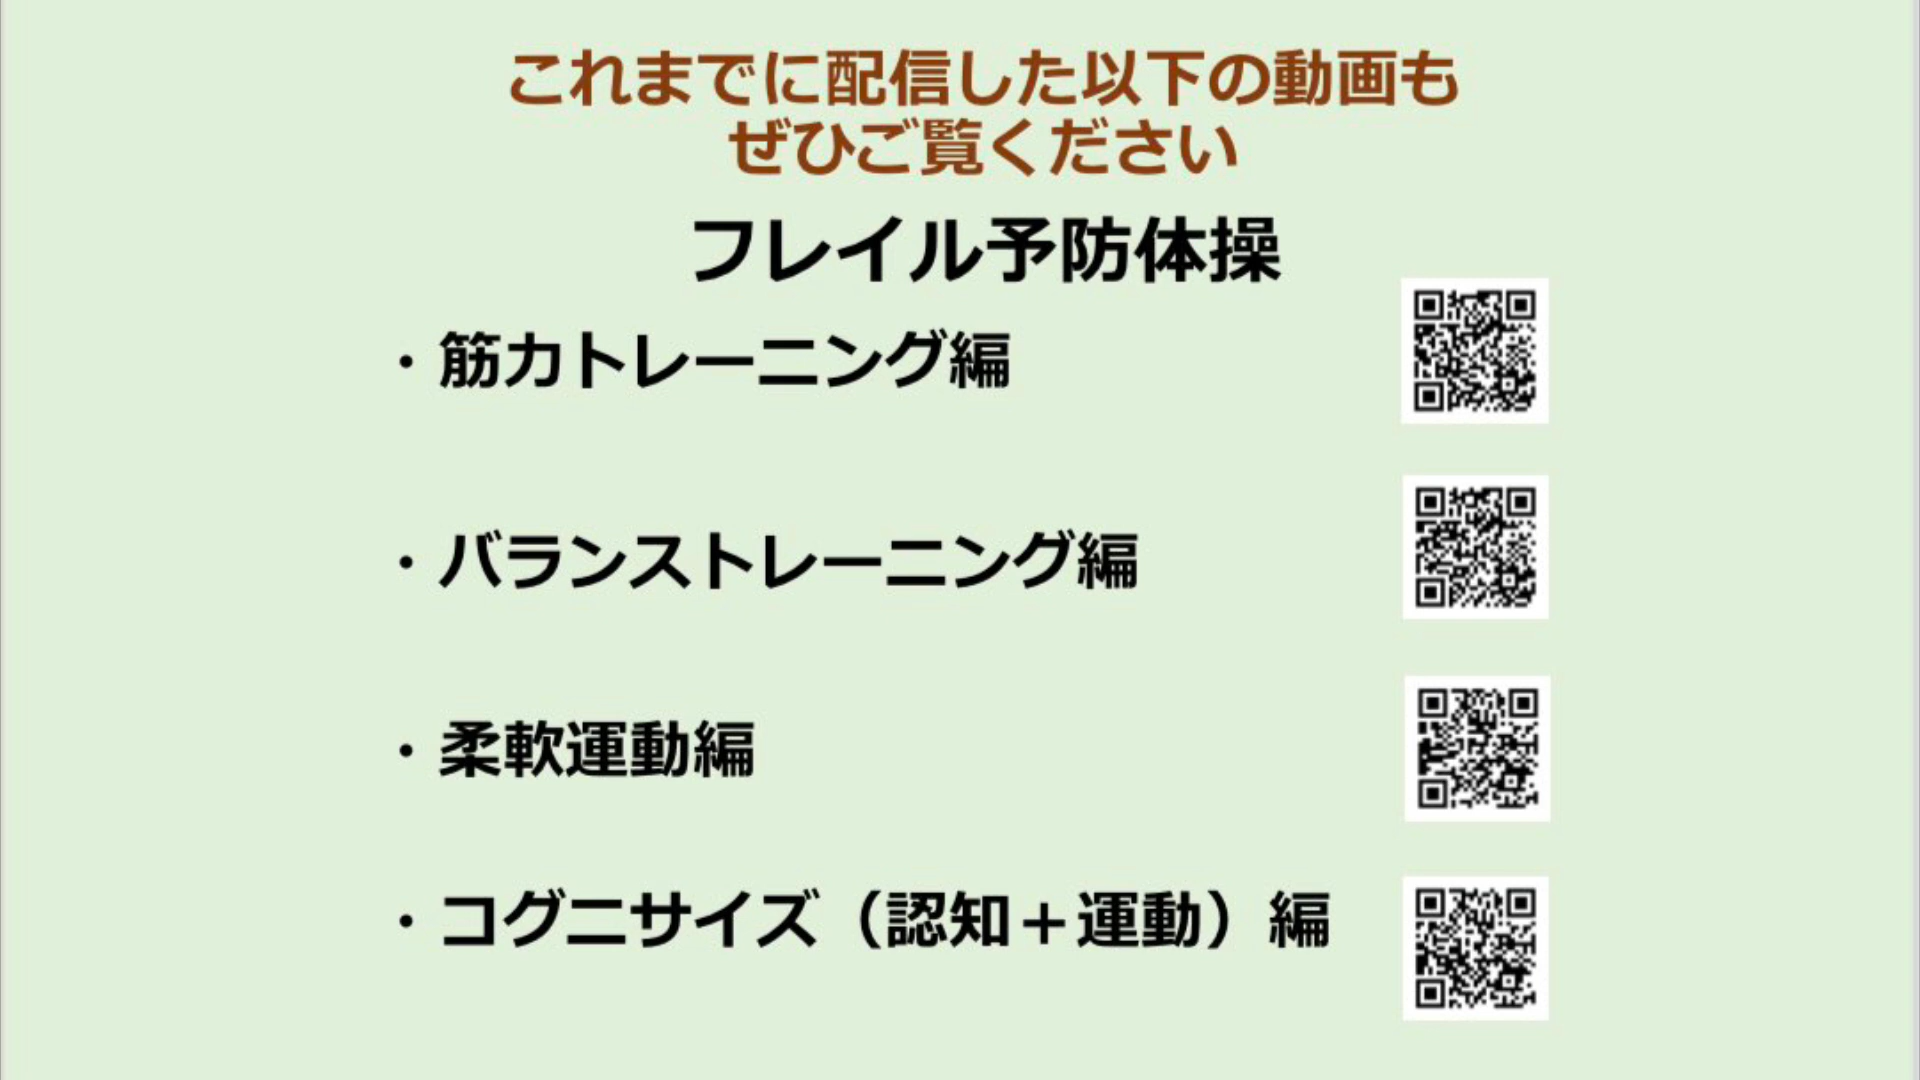 これまでに配信した以下の動画も
ぜひご覧ください
フレイル予防体操
・筋力トレーニング編
・バランストレーニング編
・柔軟運動編
・コグニサイズ（認知＋運動）編